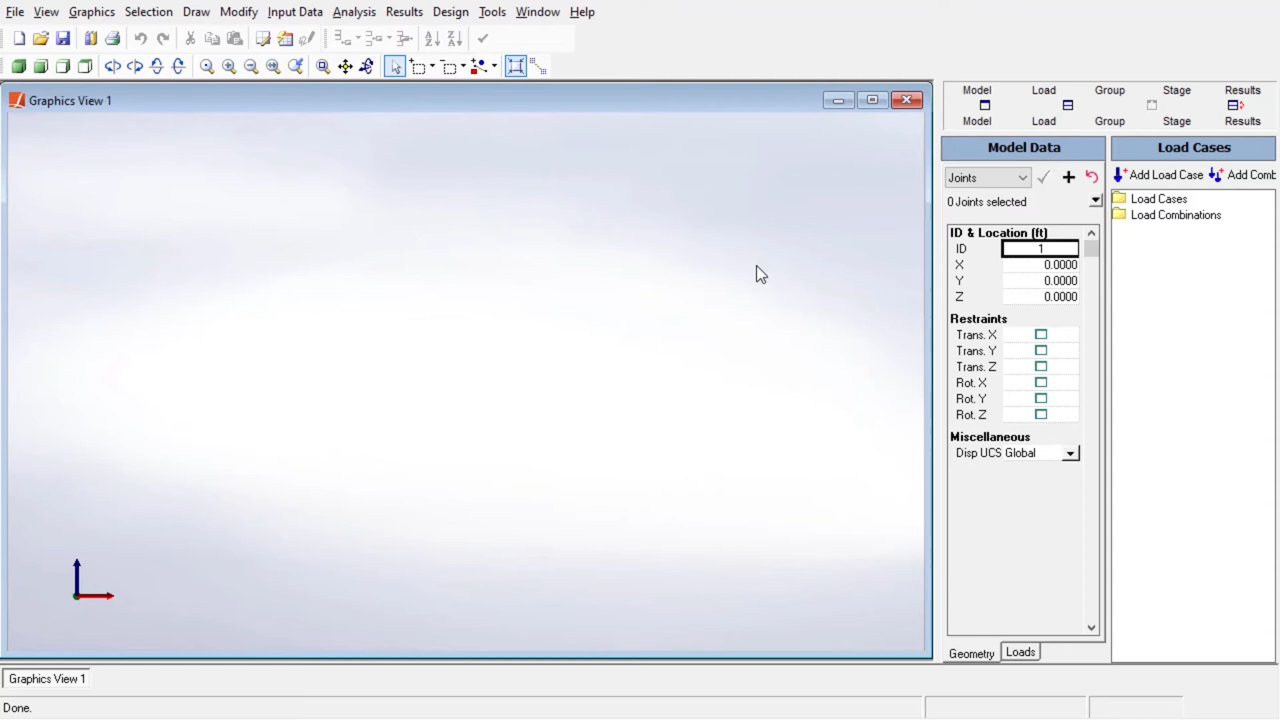 File View Graphics Selection Draw Modify Input Data Analysis Results Design Tools Window Help
Graphics View 1
Model Load Group Stage Results
Model Load Group Stage Results
Model Data
Load Cases
Joints
Add Load Case Add Comb
0 Joints selected
Load Cases
Load Combinations
ID & Location (ft)
ID 1
X 0.0000
Y 0.0000
Z 0.0000
Restraints
Trans. X
Trans. Y
Trans. Z
Rot. X
Rot. Y
Rot. Z
Miscellaneous
Disp UCS Global
Geometry Loads
Graphics View 1
Done.